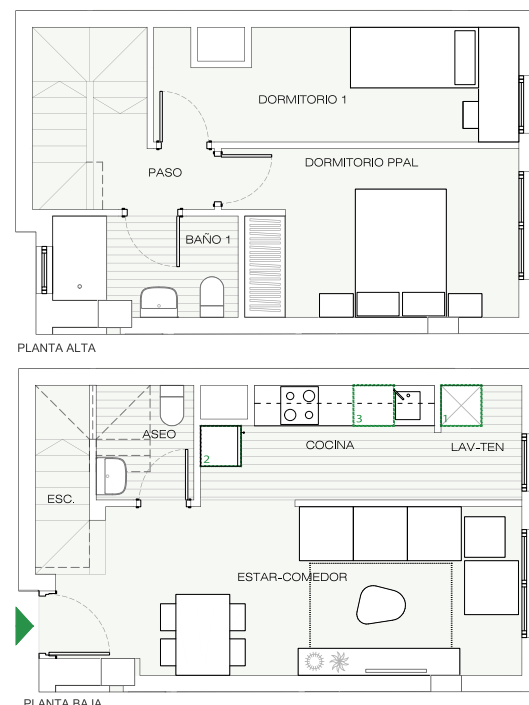 DORMITORIO 1
DORMITORIO PPAL
PASO
BAÑO 1
PLANTA ALTA
ASEO
3
1
2
COCINA
LAV-TEN
ESC.
ESTAR-COMEDOR
PLANTA BAJA